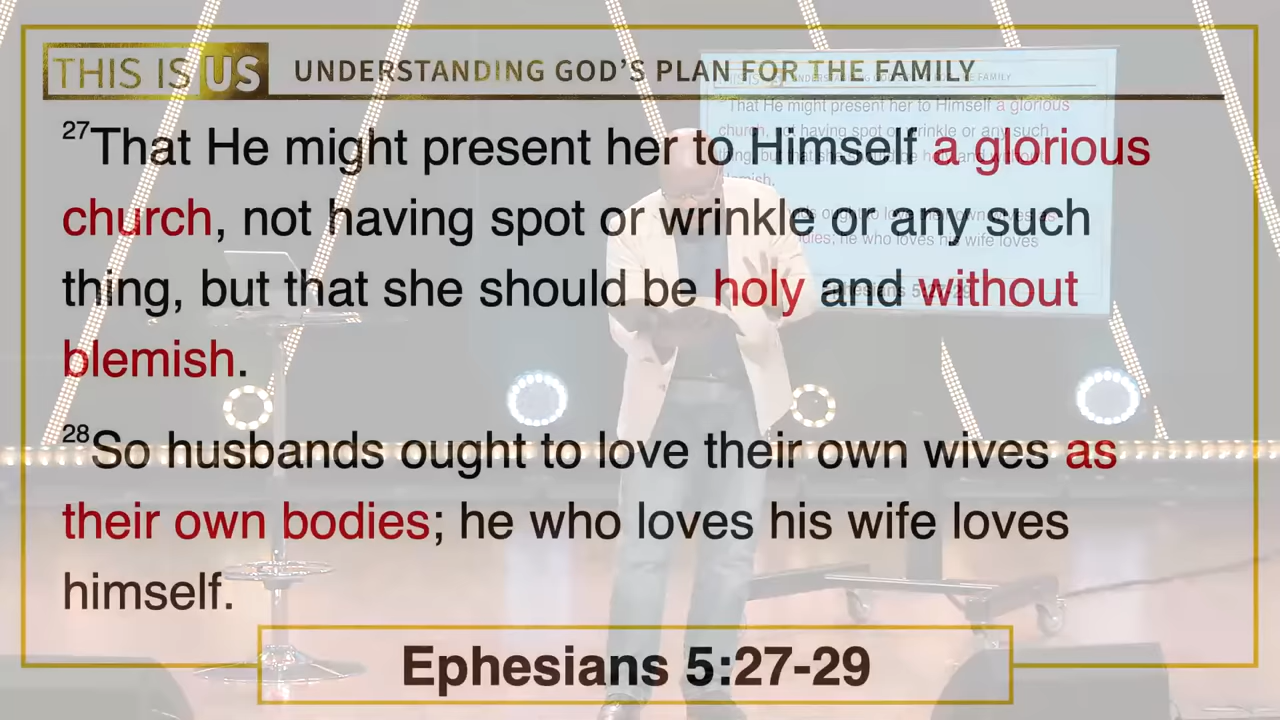 THIS IS US UNDERSTANDING GOD'S PLAN FOR THE FAMILY
27That He might present her to Himself a glorious
church, not having spot or wrinkle or any such
thing, but that she should be holy and without
blemish.
28So husbands ought to love their own wives as
their own bodies; he who loves his wife loves
himself.
Ephesians 5:27-29